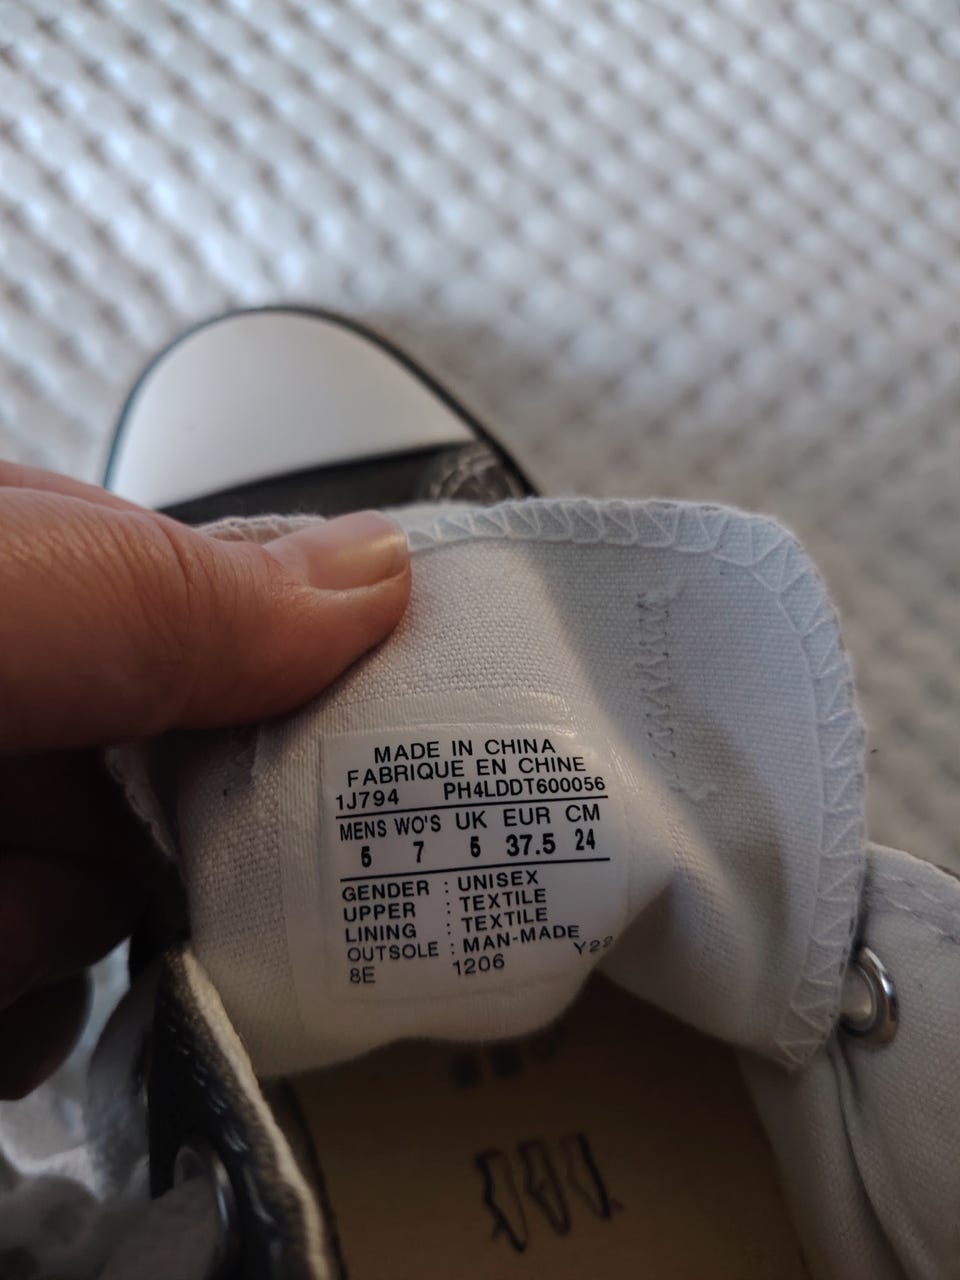 MADE IN CHINA
FABRIQUE EN CHINE
1J794 PH4LDDT600056
MENS WO'S UK EUR CM
5 7 5 37.5 24
GENDER : UNISEX
UPPER : TEXTILE
LINING : TEXTILE
OUTSOLE : MAN-MADE
8E 1206 Y22